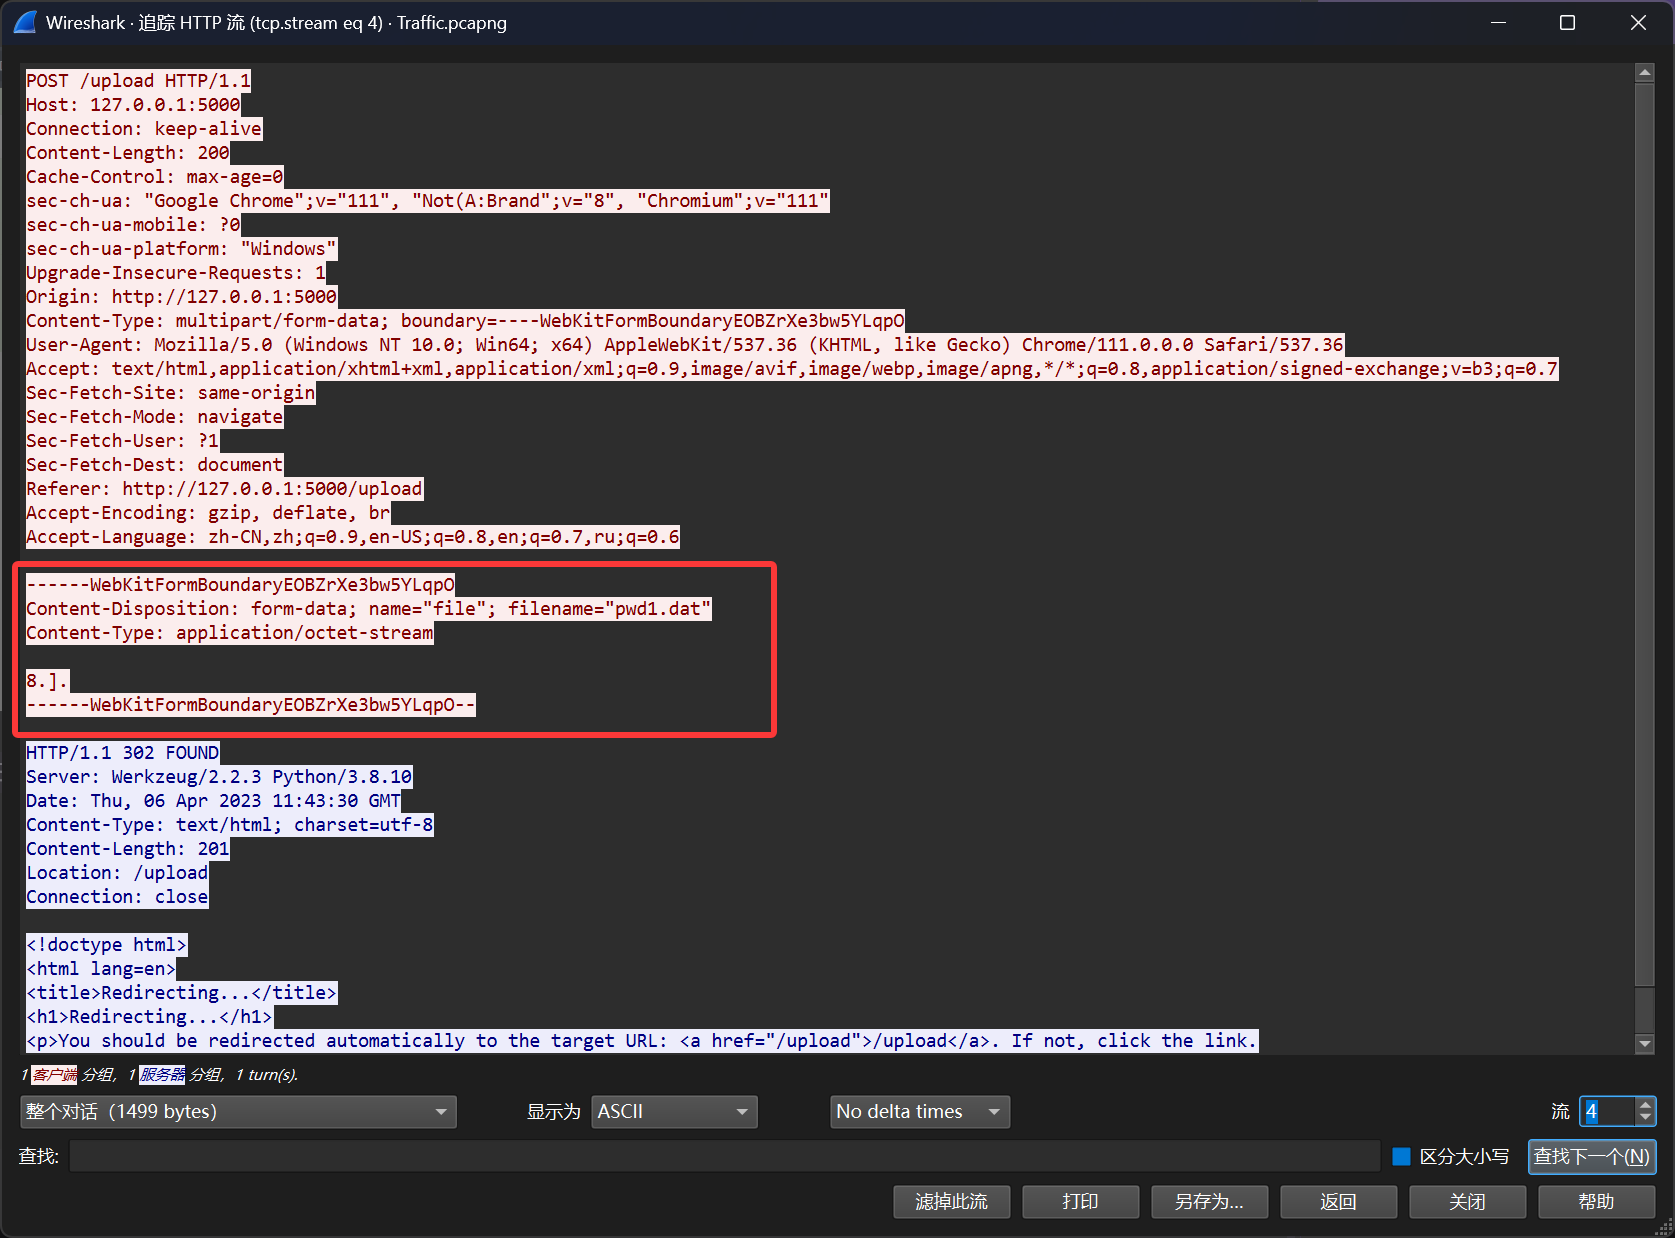 Wireshark · 追踪 HTTP 流 (tcp.stream eq 4) · Traffic.pcapng
POST /upload HTTP/1.1
Host: 127.0.0.1:5000
Connection: keep-alive
Content-Length: 200
Cache-Control: max-age=0
sec-ch-ua: "Google Chrome";v="111", "Not(A:Brand";v="8", "Chromium";v="111"
sec-ch-ua-mobile: ?0
sec-ch-ua-platform: "Windows"
Upgrade-Insecure-Requests: 1
Origin: http://127.0.0.1:5000
Content-Type: multipart/form-data; boundary=----WebKitFormBoundaryEOBZrXe3bw5YLqpO
User-Agent: Mozilla/5.0 (Windows NT 10.0; Win64; x64) AppleWebKit/537.36 (KHTML, like Gecko) Chrome/111.0.0.0 Safari/537.36
Accept: text/html,application/xhtml+xml,application/xml;q=0.9,image/avif,image/webp,image/apng,*/*;q=0.8,application/signed-exchange;v=b3;q=0.7
Sec-Fetch-Site: same-origin
Sec-Fetch-Mode: navigate
Sec-Fetch-User: ?1
Sec-Fetch-Dest: document
Referer: http://127.0.0.1:5000/upload
Accept-Encoding: gzip, deflate, br
Accept-Language: zh-CN,zh;q=0.9,en-US;q=0.8,en;q=0.7,ru;q=0.6
------WebKitFormBoundaryEOBZrXe3bw5YLqpO
Content-Disposition: form-data; name="file"; filename="pwd1.dat"
Content-Type: application/octet-stream
8.].
------WebKitFormBoundaryEOBZrXe3bw5YLqpO--
HTTP/1.1 302 FOUND
Server: Werkzeug/2.2.3 Python/3.8.10
Date: Thu, 06 Apr 2023 11:43:30 GMT
Content-Type: text/html; charset=utf-8
Content-Length: 201
Location: /upload
Connection: close
<!doctype html>
<html lang=en>
<title>Redirecting...</title>
<h1>Redirecting...</h1>
<p>You should be redirected automatically to the target URL: <a href="/upload">/upload</a>. If not, click the link.
1 客户端 分组, 1 服务器 分组, 1 turn(s).
整个对话 (1499 bytes) 显示为 ASCII No delta times 流 4
查找: 区分大小写 查找下一个(N)
滤掉此流 打印 另存为… 返回 关闭 帮助